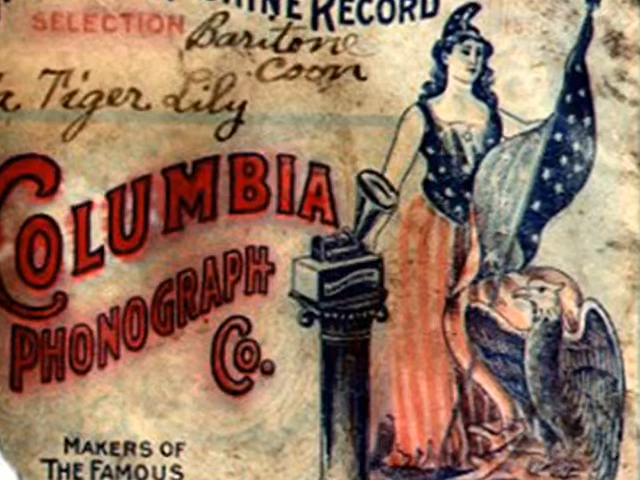 RECORD
SELECTION Baritone
Coon
Tiger Lily
COLUMBIA
PHONOGRAPH
Co.
MAKERS OF
THE FAMOUS